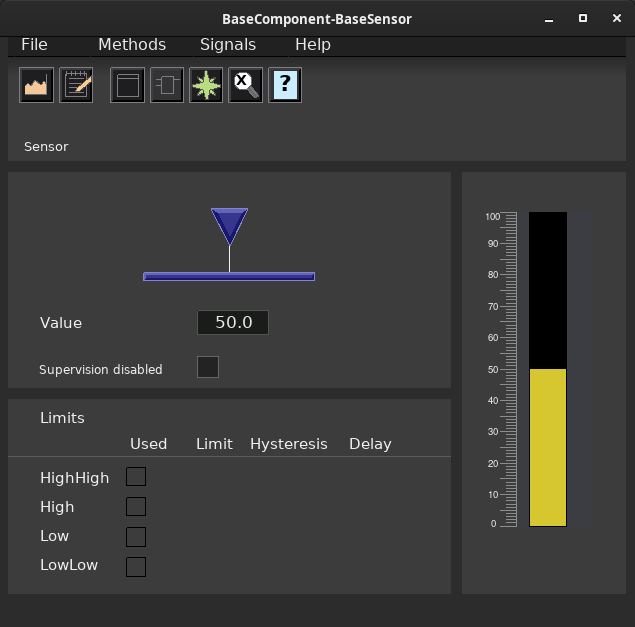 BaseComponent-BaseSensor
File Methods Signals Help
X ?
Sensor
Value 50.0
Supervision disabled
Limits
Used Limit Hysteresis Delay
HighHigh
High
Low
LowLow
100
90
80
70
60
50
40
30
20
10
0